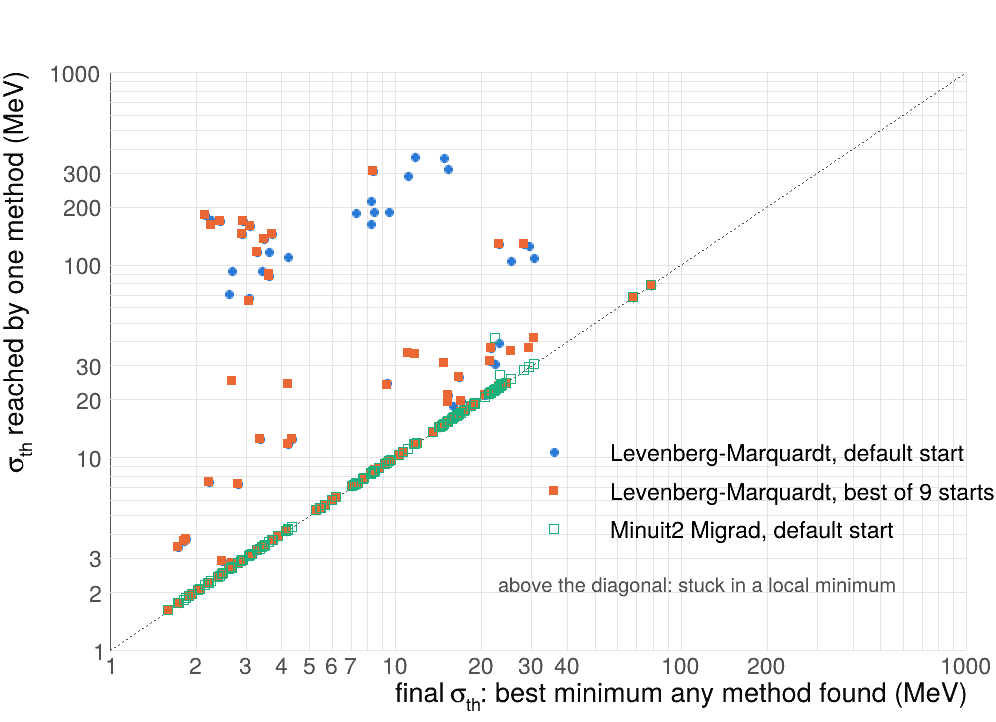 σth reached by one method (MeV)
1000
300
200
100
30
20
10
3
2
1
Levenberg-Marquardt, default start
Levenberg-Marquardt, best of 9 starts
Minuit2 Migrad, default start
above the diagonal: stuck in a local minimum
1 2 3 4 5 6 7 10 20 30 40 100 200 1000
final σth: best minimum any method found (MeV)